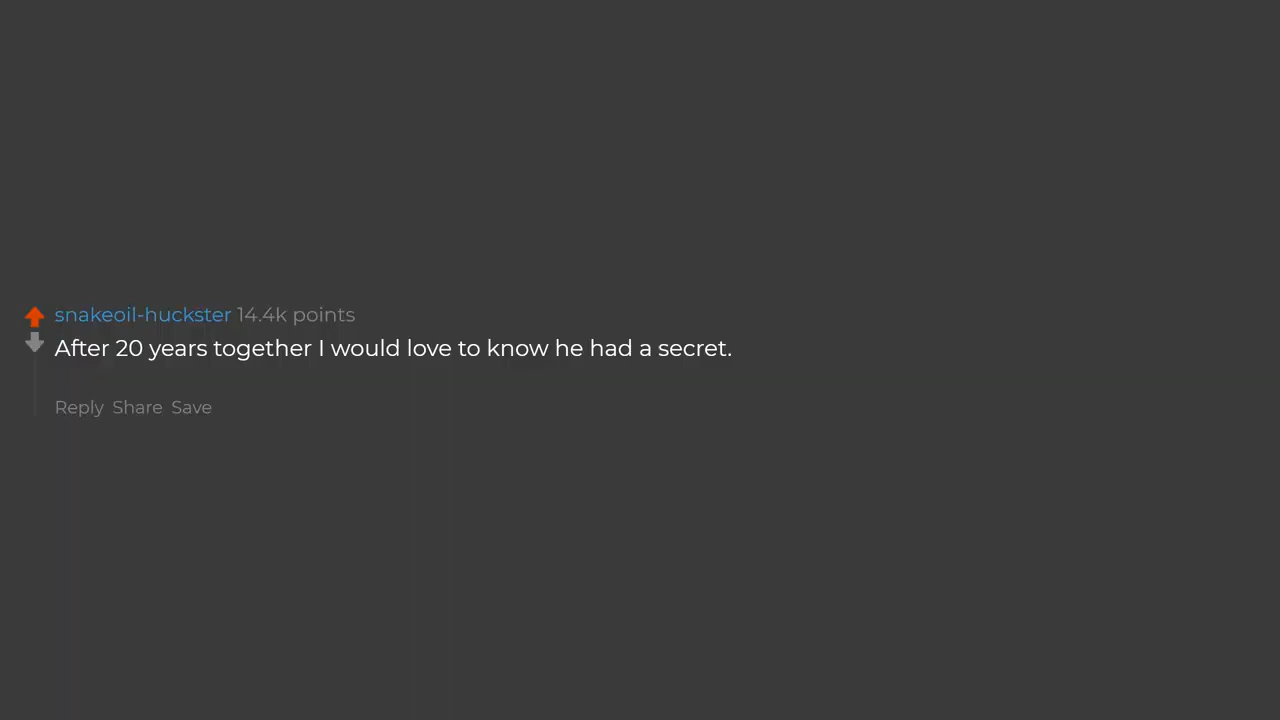 snakeoil-huckster 14.4k points
After 20 years together I would love to know he had a secret.
Reply Share Save